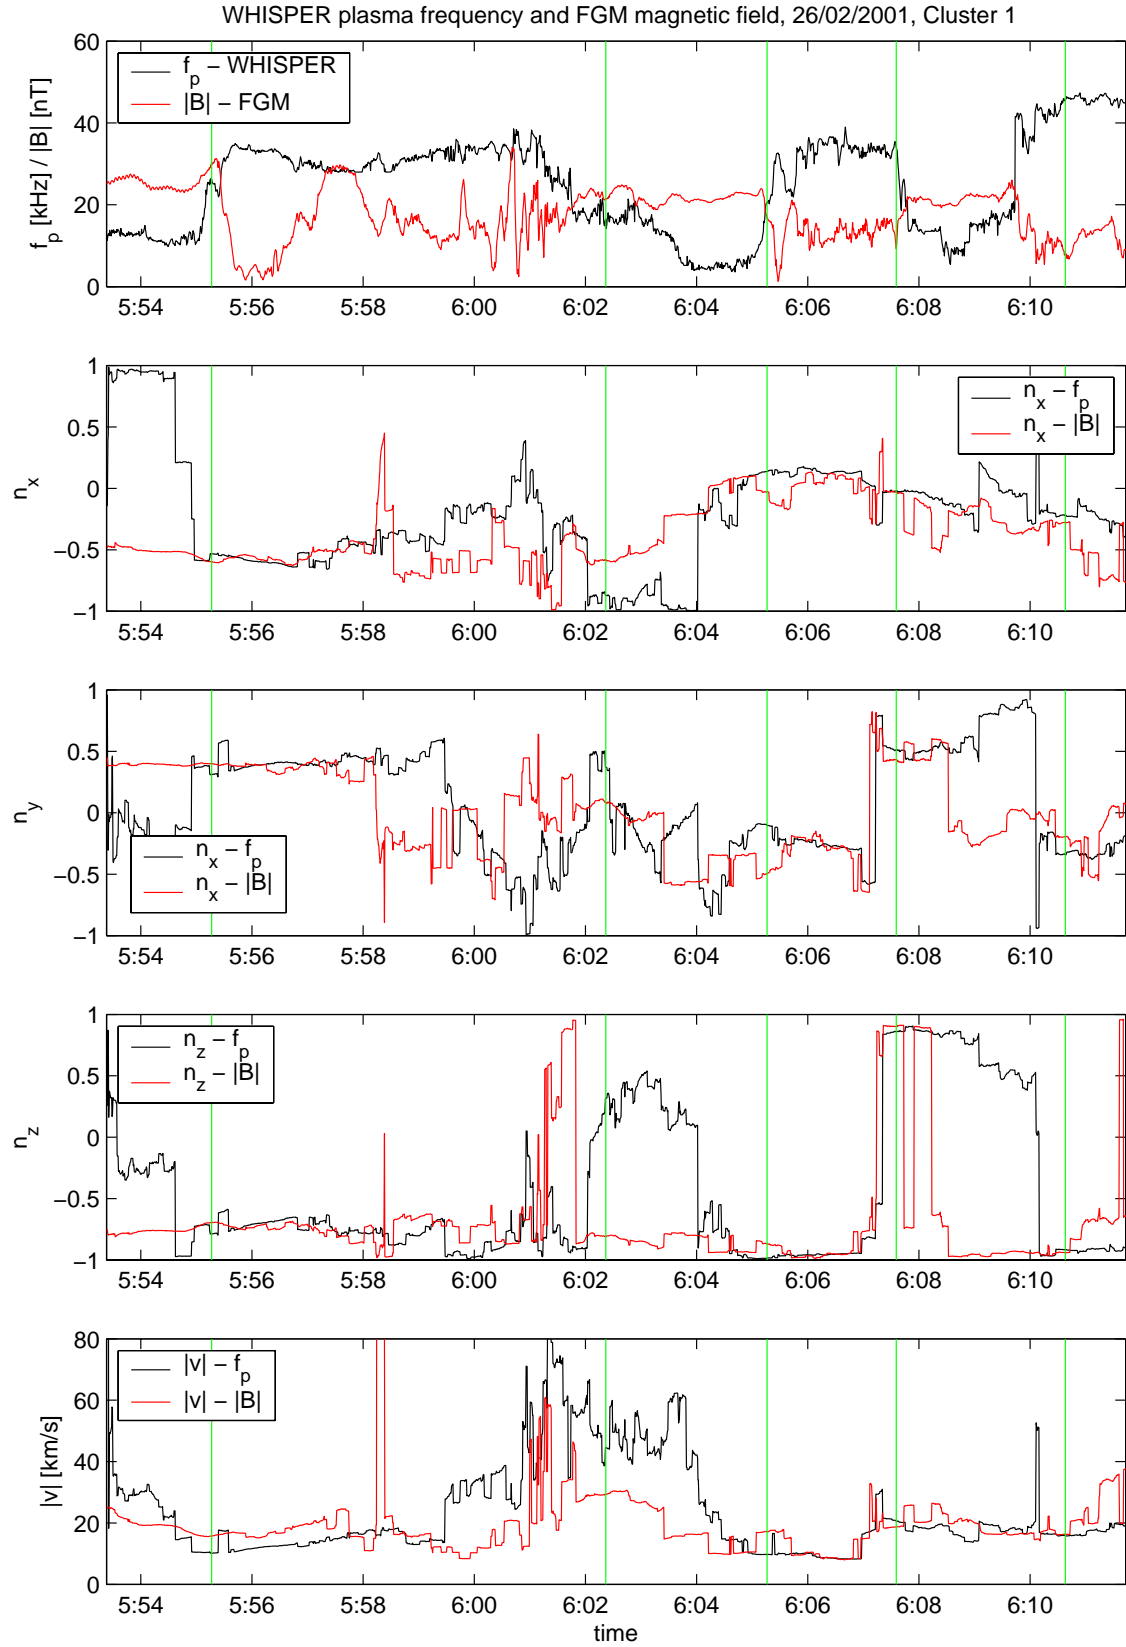 WHISPER plasma frequency and FGM magnetic field, 26/02/2001, Cluster 1
f_p [kHz] / |B| [nT]
60
40
20
0
f_p − WHISPER
|B| − FGM
5:54 5:56 5:58 6:00 6:02 6:04 6:06 6:08 6:10
n_x
1
0.5
0
−0.5
−1
n_x − f_p
n_x − |B|
5:54 5:56 5:58 6:00 6:02 6:04 6:06 6:08 6:10
n_y
1
0.5
0
−0.5
−1
n_x − f_p
n_x − |B|
5:54 5:56 5:58 6:00 6:02 6:04 6:06 6:08 6:10
n_z
1
0.5
0
−0.5
−1
n_z − f_p
n_z − |B|
5:54 5:56 5:58 6:00 6:02 6:04 6:06 6:08 6:10
|v| [km/s]
80
60
40
20
0
|v| − f_p
|v| − |B|
5:54 5:56 5:58 6:00 6:02 6:04 6:06 6:08 6:10
time